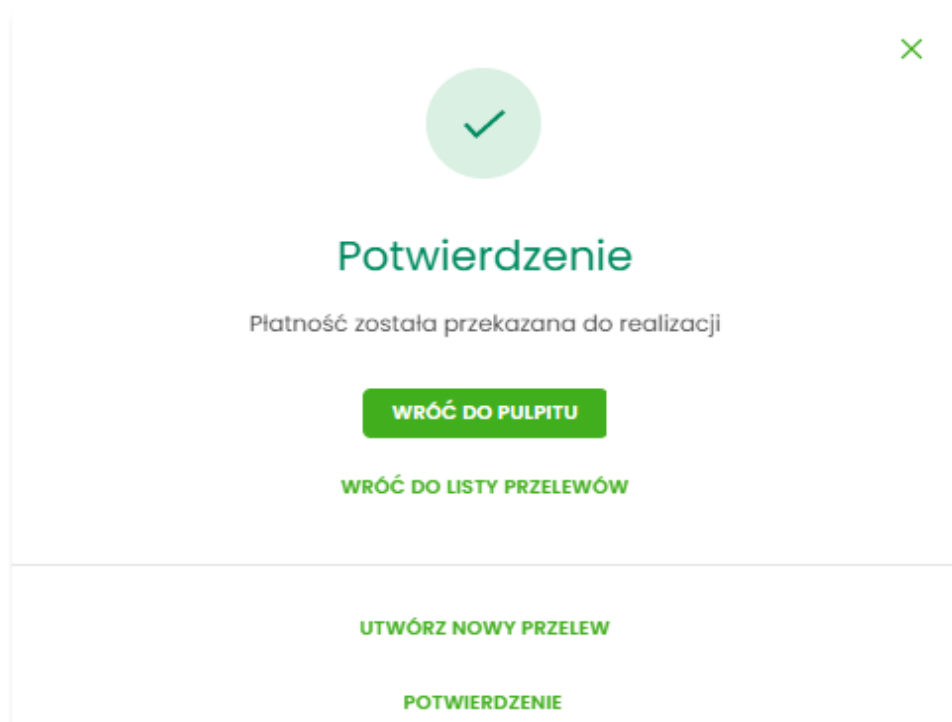 Potwierdzenie
Płatność została przekazana do realizacji
WRÓĆ DO PULPITU
WRÓĆ DO LISTY PRZELEWÓW
UTWÓRZ NOWY PRZELEW
POTWIERDZENIE